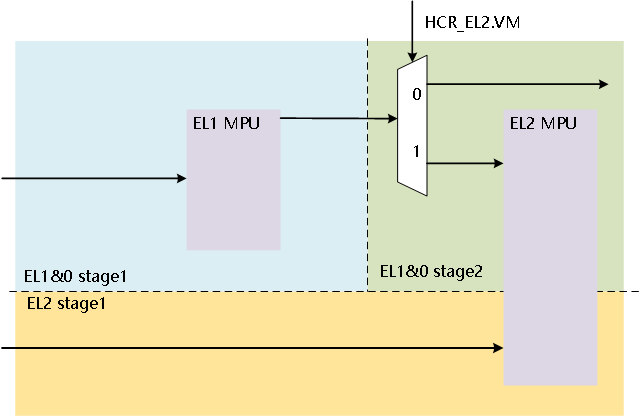 HCR_EL2.VM
0
EL1 MPU
EL2 MPU
1
EL1&0 stage1
EL1&0 stage2
EL2 stage1